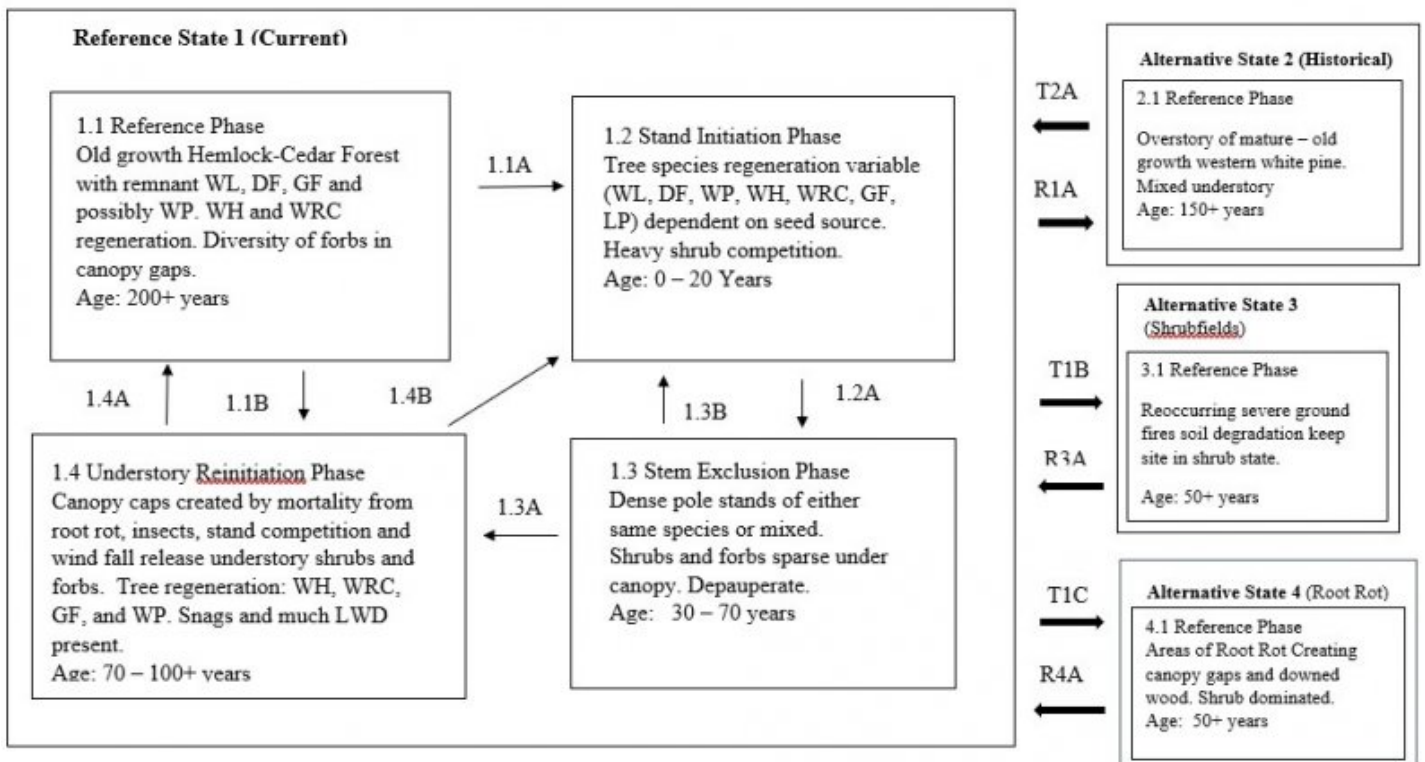 Reference State 1 (Current)
1.1 Reference Phase
Old growth Hemlock-Cedar Forest
with remnant WL, DF, GF and
possibly WP. WH and WRC
regeneration. Diversity of forbs in
canopy gaps.
Age: 200+ years
1.1A
1.2 Stand Initiation Phase
Tree species regeneration variable
(WL, DF, WP, WH, WRC, GF,
LP) dependent on seed source.
Heavy shrub competition.
Age: 0 – 20 Years
1.4A
1.1B
1.4B
1.3B
1.2A
1.4 Understory Reinitiation Phase
Canopy caps created by mortality from
root rot, insects, stand competition and
wind fall release understory shrubs and
forbs. Tree regeneration: WH, WRC,
GF, and WP. Snags and much LWD
present.
Age: 70 – 100+ years
1.3A
1.3 Stem Exclusion Phase
Dense pole stands of either
same species or mixed.
Shrubs and forbs sparse under
canopy. Depauperate.
Age: 30 – 70 years
T2A
R1A
Alternative State 2 (Historical)
2.1 Reference Phase
Overstory of mature – old
growth western white pine.
Mixed understory
Age: 150+ years
T1B
R3A
Alternative State 3
(Shrubfields)
3.1 Reference Phase
Reoccurring severe ground
fires soil degradation keep
site in shrub state.
Age: 50+ years
T1C
R4A
Alternative State 4 (Root Rot)
4.1 Reference Phase
Areas of Root Rot Creating
canopy gaps and downed
wood. Shrub dominated.
Age: 50+ years